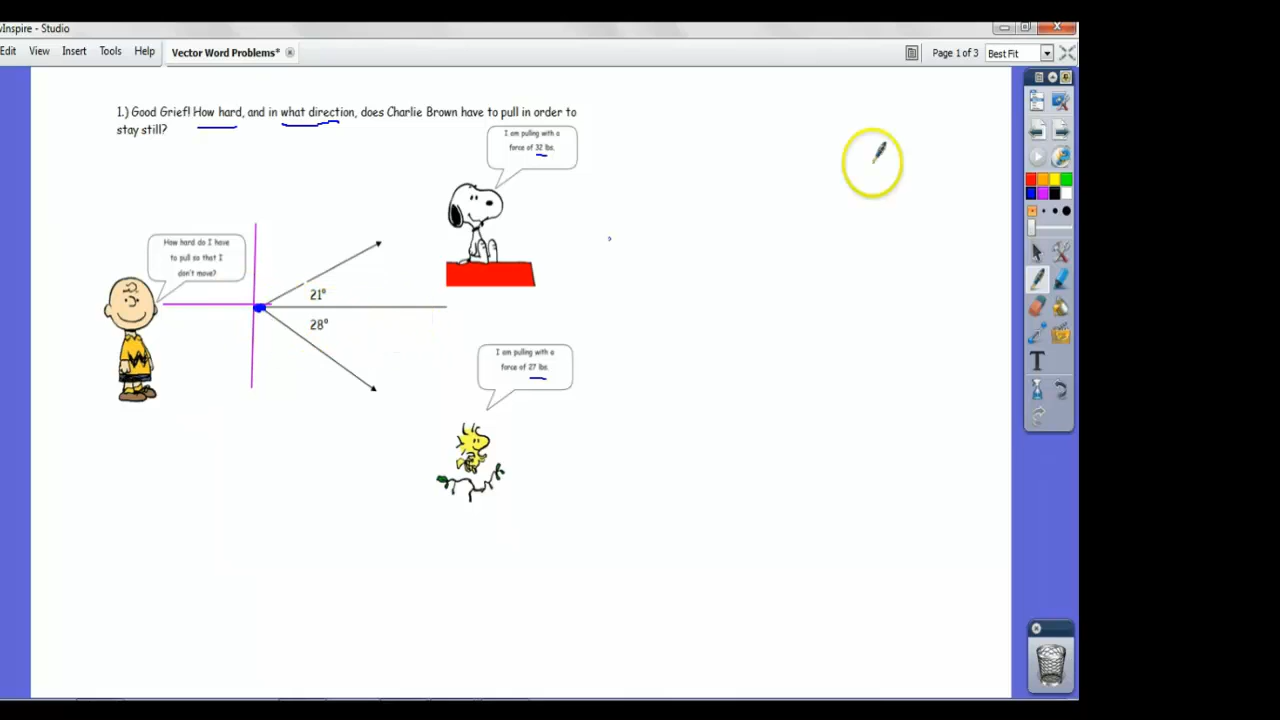 vInspire - Studio
Edit View Insert Tools Help Vector Word Problems*
Page 1 of 3 Best Fit
1.) Good Grief! How hard, and in what direction, does Charlie Brown have to pull in order to
stay still?
I am pulling with a
force of 32 lbs.
How hard do I have
to pull so that I
don't move?
21°
28°
I am pulling with a
force of 27 lbs.
T